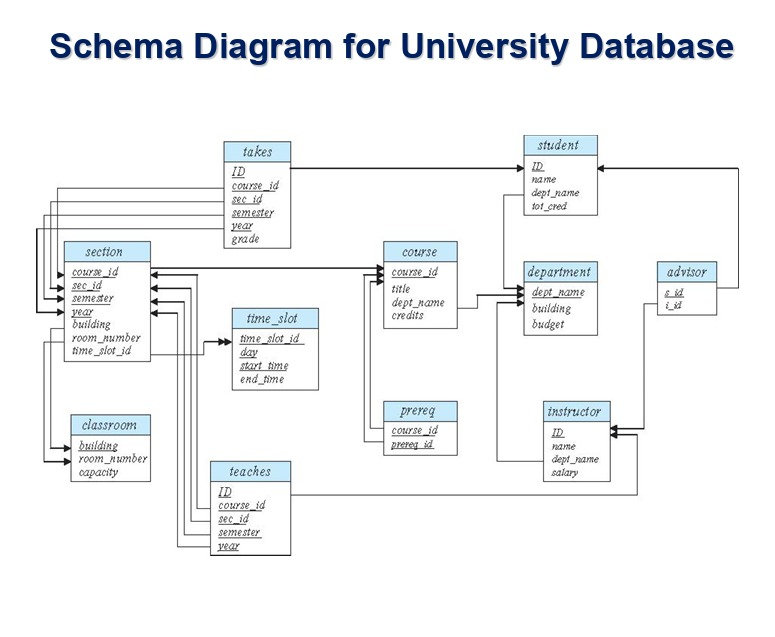 Schema Diagram for University Database
takes
ID
course_id
sec_id
semester
year
grade
student
ID
name
dept_name
tot_cred
section
course_id
sec_id
semester
year
building
room_number
time_slot_id
course
course_id
title
dept_name
credits
department
dept_name
building
budget
advisor
s_id
i_id
time_slot
time_slot_id
day
start_time
end_time
prereq
course_id
prereq_id
instructor
ID
name
dept_name
salary
classroom
building
room_number
capacity
teaches
ID
course_id
sec_id
semester
year